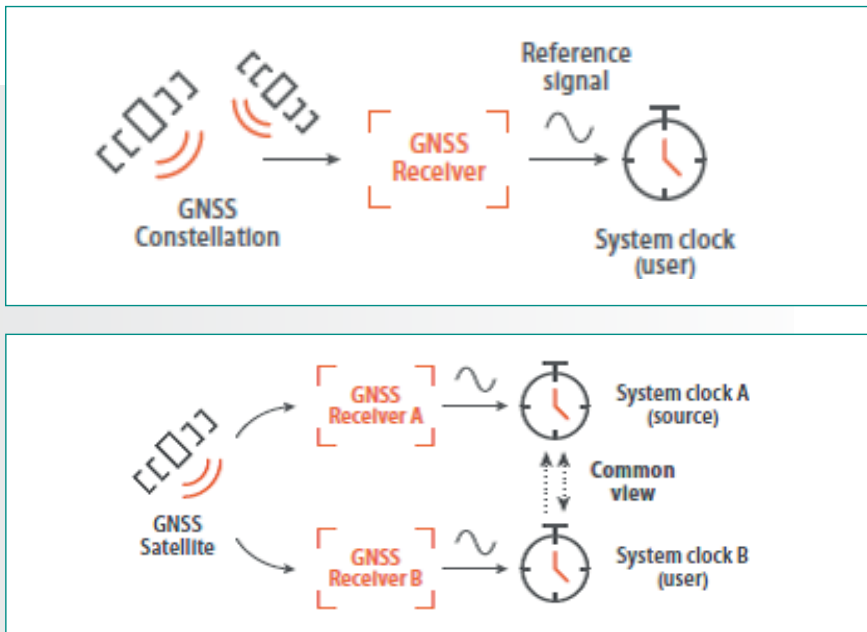 Reference
signal
GNSS
Receiver
GNSS
Constellation
System clock
(user)
GNSS
Receiver A
System clock A
(source)
Common
view
GNSS
Satellite
GNSS
Receiver B
System clock B
(user)